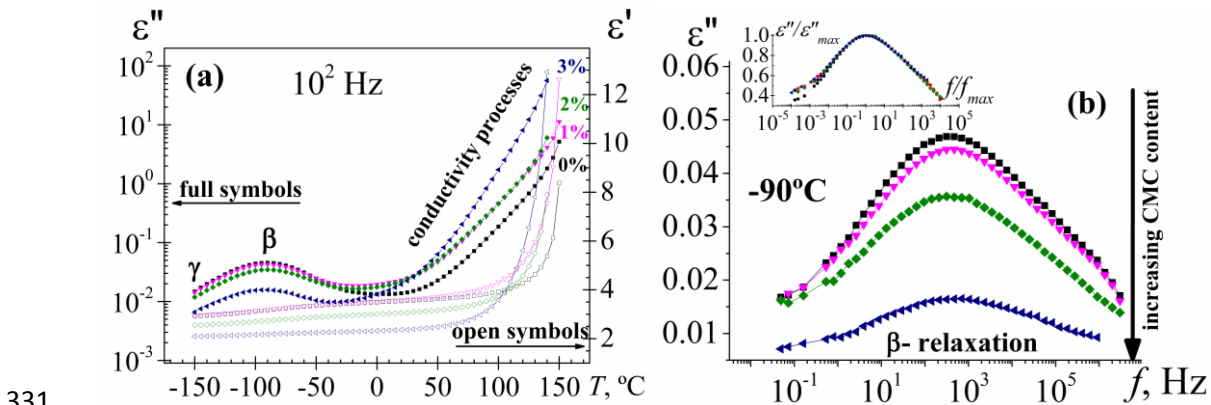 ε'' ε'
(a) 10² Hz
10²
10¹
10⁰
10⁻¹
10⁻²
10⁻³
12
10
8
6
4
2
3%
2%
1%
0%
full symbols
conductivity processes
γ
β
open symbols
-150 -100 -50 0 50 100 150 T, ºC
ε''
(b)
0.06
0.05
0.04
0.03
0.02
0.01
ε''/ε''max
1.0
0.8
0.6
0.4
f/fmax
10⁻⁵ 10⁻³ 10⁻¹ 10¹ 10³ 10⁵
-90ºC
increasing CMC content
β- relaxation
10⁻¹ 10¹ 10³ 10⁵ f, Hz
331